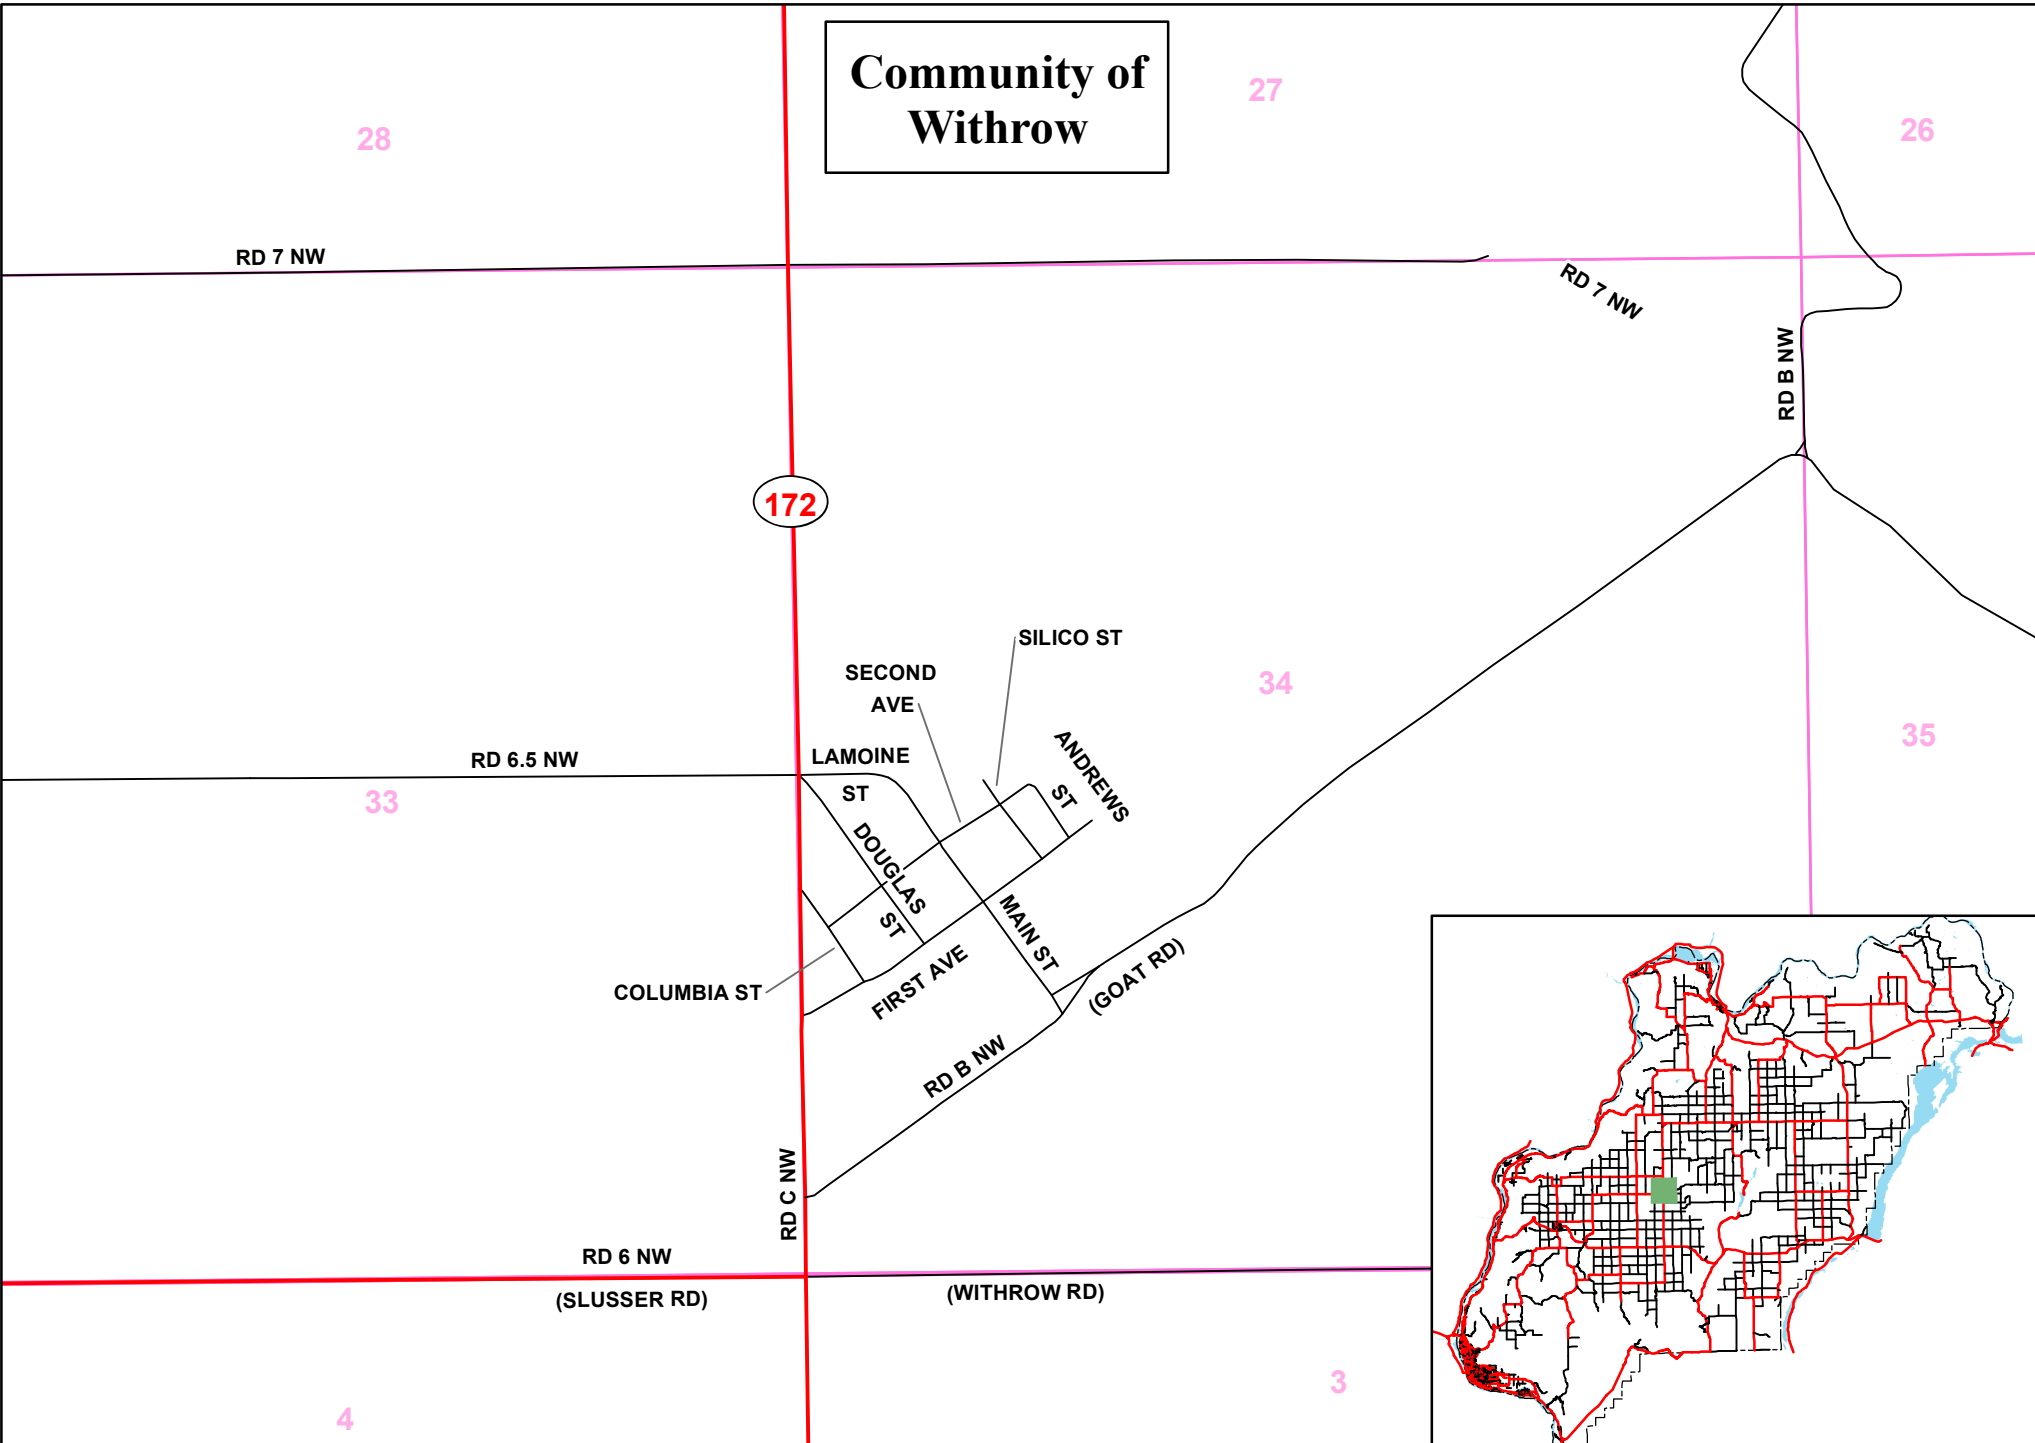 Community of
Withrow
27
28
26
RD 7 NW
RD 7 NW
RD B NW
172
SILICO ST
SECOND
AVE
34
ANDREWS
ST
35
RD 6.5 NW
LAMOINE
ST
33
DOUGLAS
ST
MAIN ST
COLUMBIA ST
FIRST AVE
(GOAT RD)
RD B NW
RD C NW
RD 6 NW
(SLUSSER RD)
(WITHROW RD)
3
4